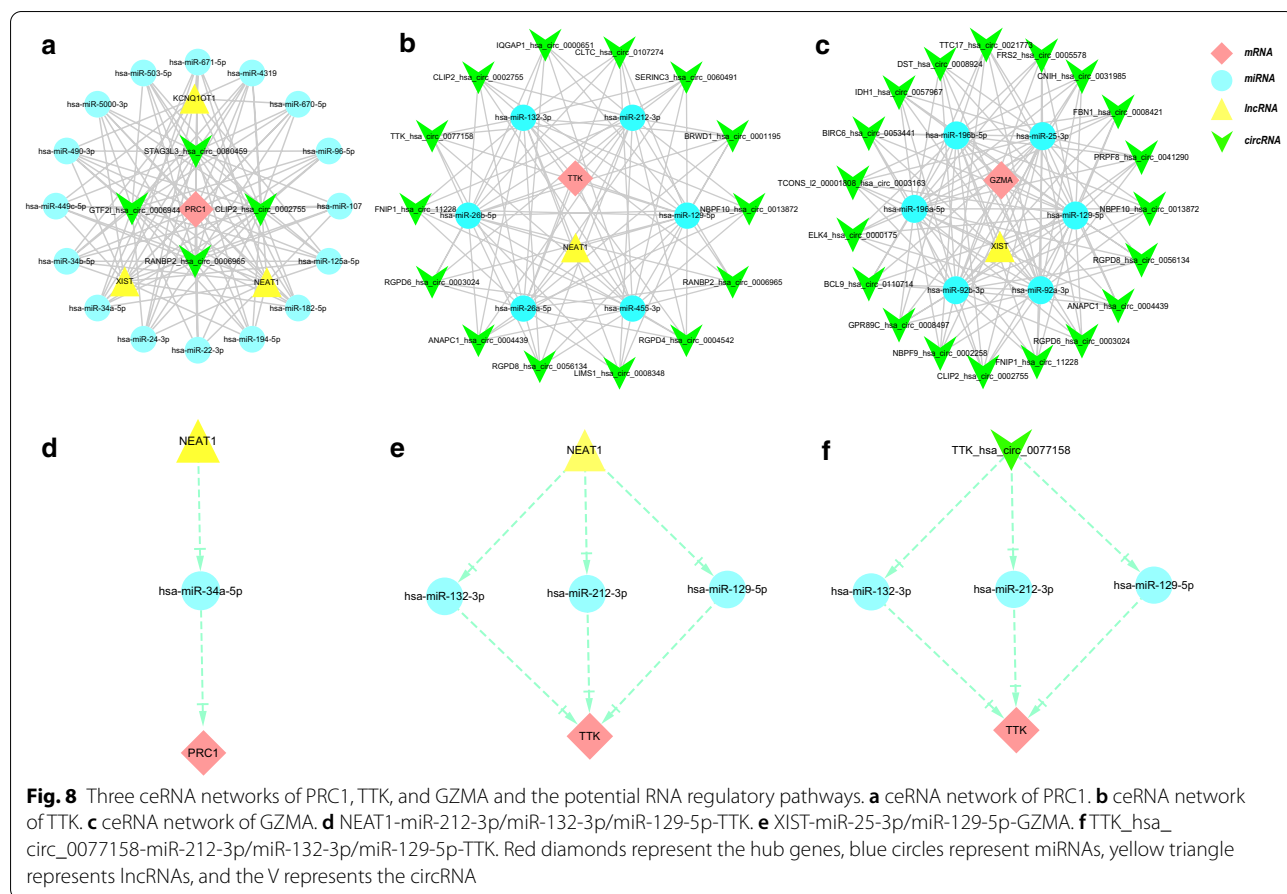 a
hsa-miR-671-5p
hsa-miR-503-5p
hsa-miR-4319
KCNQ1OT1
hsa-miR-5000-3p
hsa-miR-670-5p
STAG3L3_hsa_circ_0080459
hsa-miR-490-3p
hsa-miR-96-5p
hsa-miR-449c-5p
GTF2I_hsa_circ_0006944
PRC1
CLIP2_hsa_circ_0002755
hsa-miR-107
hsa-miR-34b-5p
RANBP2_hsa_circ_0006965
hsa-miR-125a-5p
XIST
NEAT1
hsa-miR-34a-5p
hsa-miR-182-5p
hsa-miR-24-3p
hsa-miR-194-5p
hsa-miR-22-3p
b
IQGAP1_hsa_circ_0000651
CLTC_hsa_circ_0107274
CLIP2_hsa_circ_0002755
SERINC3_hsa_circ_0060491
hsa-miR-132-3p
hsa-miR-212-3p
TTK_hsa_circ_0077158
BRWD1_hsa_circ_0001195
TTK
FNIP1_hsa_circ_11228
hsa-miR-26b-5p
hsa-miR-129-5p
NBPF10_hsa_circ_0013872
NEAT1
RGPD6_hsa_circ_0003024
RANBP2_hsa_circ_0006965
hsa-miR-26a-5p
hsa-miR-455-3p
ANAPC1_hsa_circ_0004439
RGPD4_hsa_circ_0004542
RGPD8_hsa_circ_0056134
LIMS1_hsa_circ_0008348
c
TTC17_hsa_circ_0021773
DST_hsa_circ_0008924
FRS2_hsa_circ_0005578
IDH1_hsa_circ_0057967
CNIH_hsa_circ_0031985
BIRC6_hsa_circ_0053441
hsa-miR-196b-5p
hsa-miR-25-3p
FBN1_hsa_circ_0008421
PRPF8_hsa_circ_0041290
TCONS_l2_00001808_hsa_circ_0003163
GZMA
NBPF10_hsa_circ_0013872
hsa-miR-196a-5p
hsa-miR-129-5p
ELK4_hsa_circ_0000175
XIST
RGPD8_hsa_circ_0056134
BCL9_hsa_circ_0110714
hsa-miR-92b-3p
hsa-miR-92a-3p
ANAPC1_hsa_circ_0004439
GPR89C_hsa_circ_0008497
RGPD6_hsa_circ_0003024
NBPF9_hsa_circ_0002258
FNIP1_hsa_circ_11228
CLIP2_hsa_circ_0002755
mRNA
miRNA
lncRNA
circRNA
d
NEAT1
hsa-miR-34a-5p
PRC1
e
NEAT1
hsa-miR-132-3p
hsa-miR-212-3p
hsa-miR-129-5p
TTK
f
TTK_hsa_circ_0077158
hsa-miR-132-3p
hsa-miR-213-3p
hsa-miR-129-5p
TTK
Fig. 8 Three ceRNA networks of PRC1, TTK, and GZMA and the potential RNA regulatory pathways. a ceRNA network of PRC1. b ceRNA network
of TTK. c ceRNA network of GZMA. d NEAT1-miR-212-3p/miR-132-3p/miR-129-5p-TTK. e XIST-miR-25-3p/miR-129-5p-GZMA. f TTK_hsa_
circ_0077158-miR-212-3p/miR-132-3p/miR-129-5p-TTK. Red diamonds represent the hub genes, blue circles represent miRNAs, yellow triangle
represents lncRNAs, and the V represents the circRNA